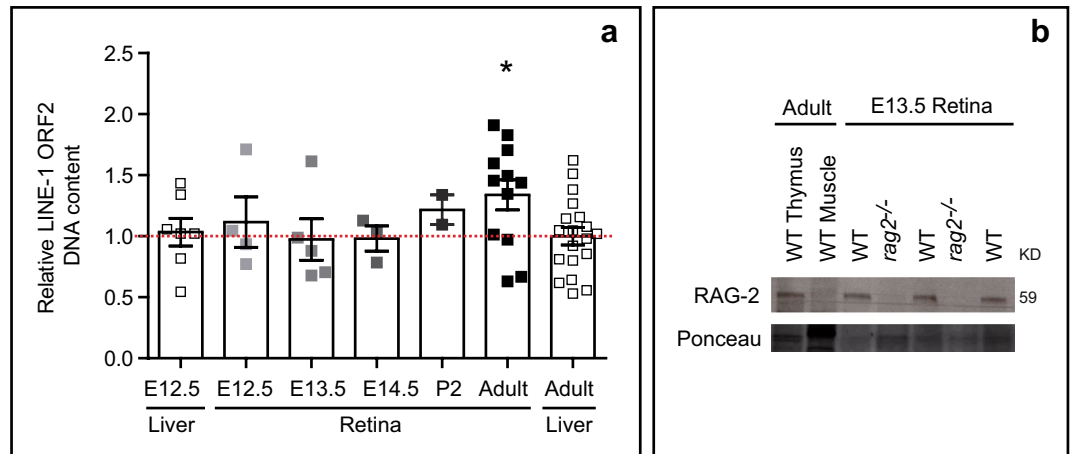 a
Relative LINE-1 ORF2
DNA content
2.5
2.0
1.5
1.0
0.5
0.0
*
E12.5 E12.5 E13.5 E14.5 P2 Adult Adult
Liver Retina Liver
b
Adult E13.5 Retina
WT Thymus
WT Muscle
WT
rag2-/-
WT
rag2-/-
WT
KD
RAG-2 59
Ponceau